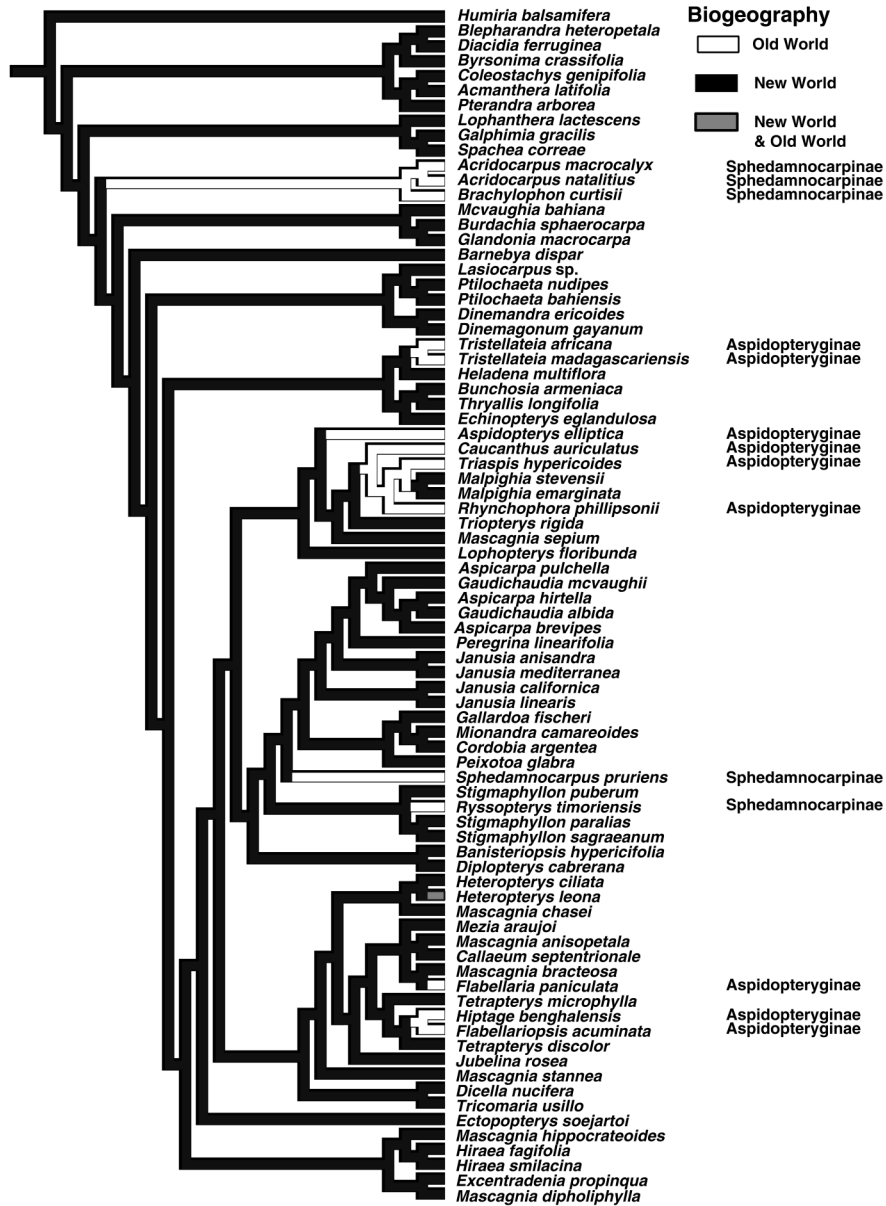 Biogeography
Old World
New World
New World
& Old World
Humiria balsamifera
Blepharandra heteropetala
Diacidia ferruginea
Byrsonima crassifolia
Coleostachys genipifolia
Acmanthera latifolia
Pterandra arborea
Lophanthera lactescens
Galphimia gracilis
Spachea correae
Acridocarpus macrocalyx Sphedamnocarpinae
Acridocarpus natalitius Sphedamnocarpinae
Brachylophon curtisii Sphedamnocarpinae
Mcvaughia bahiana
Burdachia sphaerocarpa
Glandonia macrocarpa
Barnebya dispar
Lasiocarpus sp.
Ptilochaeta nudipes
Ptilochaeta bahiensis
Dinemandra ericoides
Dinemagonum gayanum
Tristellateia africana Aspidopteryginae
Tristellateia madagascariensis Aspidopteryginae
Heladena multiflora
Bunchosia armeniaca
Thryallis longifolia
Echinopterys eglandulosa
Aspidopterys elliptica Aspidopteryginae
Caucanthus auriculatus Aspidopteryginae
Triaspis hypericoides Aspidopteryginae
Malpighia stevensii
Malpighia emarginata
Rhynchophora phillipsonii Aspidopteryginae
Triopterys rigida
Mascagnia sepium
Lophopterys floribunda
Aspicarpa pulchella
Gaudichaudia mcvaughii
Aspicarpa hirtella
Gaudichaudia albida
Aspicarpa brevipes
Peregrina linearifolia
Janusia anisandra
Janusia mediterranea
Janusia californica
Janusia linearis
Gallardoa fischeri
Mionandra camareoides
Cordobia argentea
Peixotoa glabra
Sphedamnocarpus pruriens Sphedamnocarpinae
Stigmaphyllon puberum
Ryssopterys timoriensis Sphedamnocarpinae
Stigmaphyllon paralias
Stigmaphyllon sagraeanum
Banisteriopsis hypericifolia
Diplopterys cabrerana
Heteropterys ciliata
Heteropterys leona
Mascagnia chasei
Mezia araujoi
Mascagnia anisopetala
Callaeum septentrionale
Mascagnia bracteosa
Flabellaria paniculata Aspidopteryginae
Tetrapterys microphylla
Hiptage benghalensis Aspidopteryginae
Flabellariopsis acuminata Aspidopteryginae
Tetrapterys discolor
Jubelina rosea
Mascagnia stannea
Dicella nucifera
Tricomaria usillo
Ectopopterys soejartoi
Mascagnia hippocrateoides
Hiraea fagifolia
Hiraea smilacina
Excentradenia propinqua
Mascagnia dipholiphylla